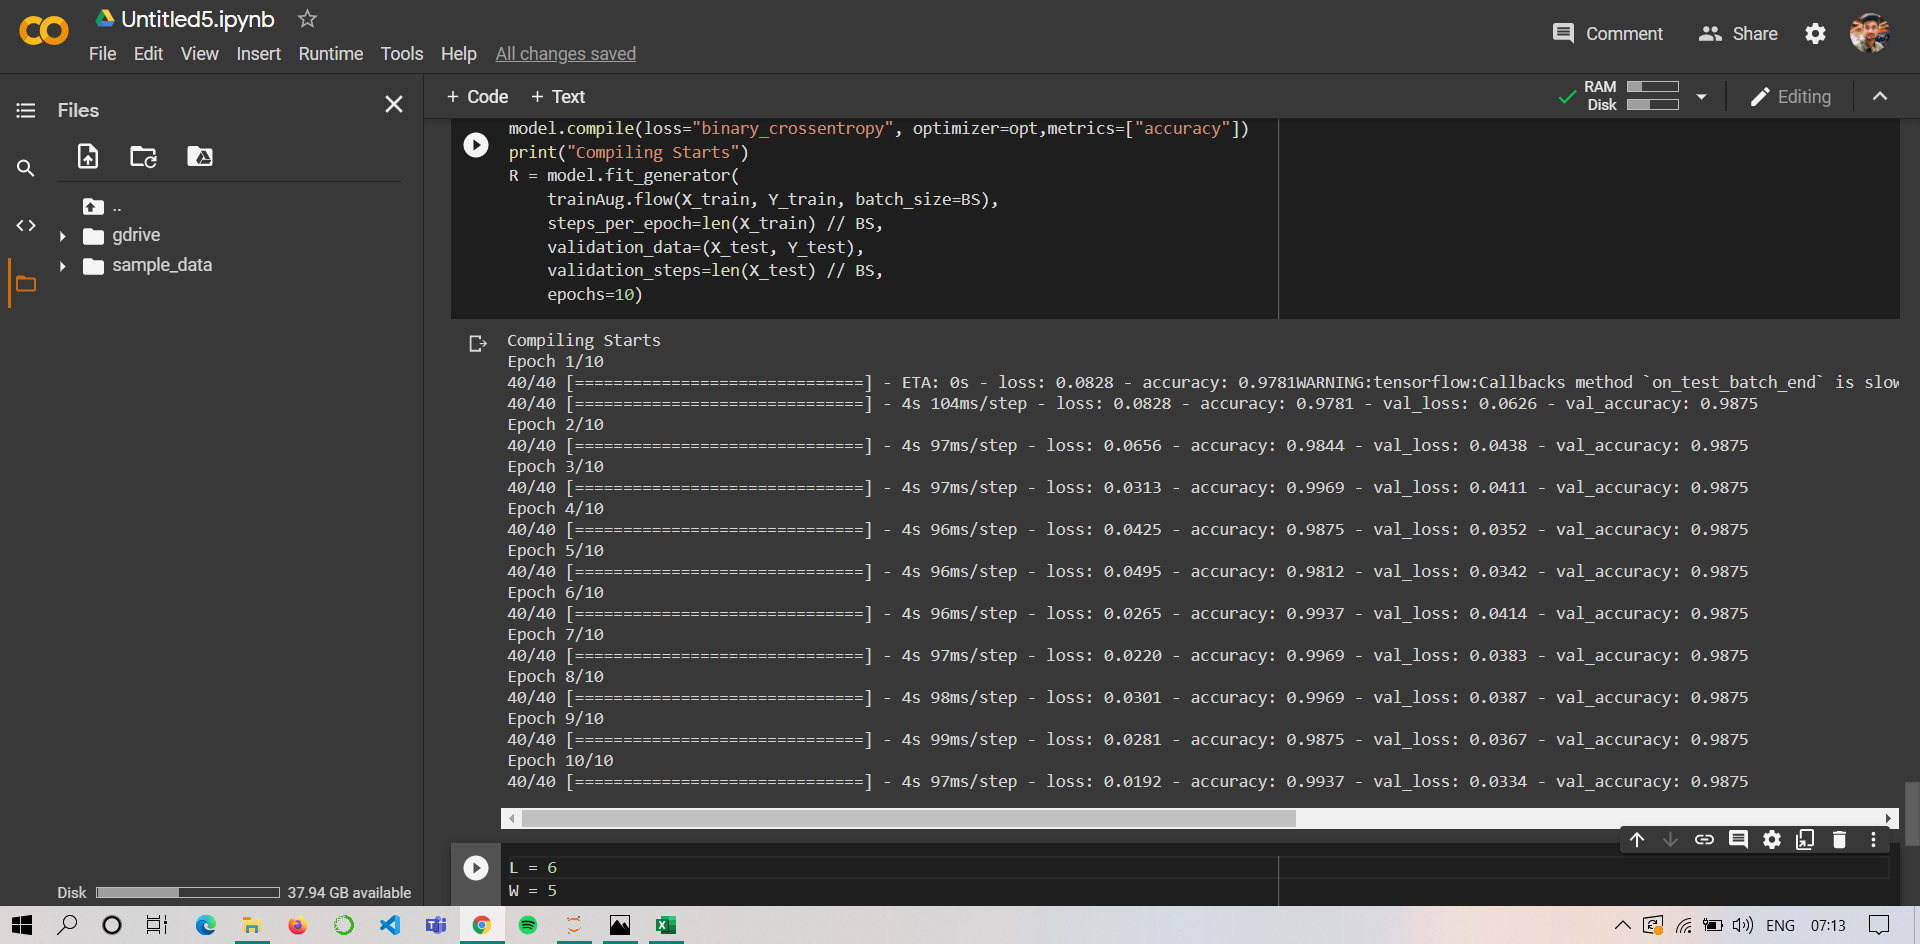 Untitled5.ipynb
File Edit View Insert Runtime Tools Help All changes saved
Comment Share
Files
+ Code + Text
RAM
Disk
Editing
..
gdrive
sample_data
model.compile(loss="binary_crossentropy", optimizer=opt,metrics=["accuracy"])
print("Compiling Starts")
R = model.fit_generator(
    trainAug.flow(X_train, Y_train, batch_size=BS),
    steps_per_epoch=len(X_train) // BS,
    validation_data=(X_test, Y_test),
    validation_steps=len(X_test) // BS,
    epochs=10)
Compiling Starts
Epoch 1/10
40/40 [==============================] - ETA: 0s - loss: 0.0828 - accuracy: 0.9781WARNING:tensorflow:Callbacks method `on_test_batch_end` is slow
40/40 [==============================] - 4s 104ms/step - loss: 0.0828 - accuracy: 0.9781 - val_loss: 0.0626 - val_accuracy: 0.9875
Epoch 2/10
40/40 [==============================] - 4s 97ms/step - loss: 0.0656 - accuracy: 0.9844 - val_loss: 0.0438 - val_accuracy: 0.9875
Epoch 3/10
40/40 [==============================] - 4s 97ms/step - loss: 0.0313 - accuracy: 0.9969 - val_loss: 0.0411 - val_accuracy: 0.9875
Epoch 4/10
40/40 [==============================] - 4s 96ms/step - loss: 0.0425 - accuracy: 0.9875 - val_loss: 0.0352 - val_accuracy: 0.9875
Epoch 5/10
40/40 [==============================] - 4s 96ms/step - loss: 0.0495 - accuracy: 0.9812 - val_loss: 0.0342 - val_accuracy: 0.9875
Epoch 6/10
40/40 [==============================] - 4s 96ms/step - loss: 0.0265 - accuracy: 0.9937 - val_loss: 0.0414 - val_accuracy: 0.9875
Epoch 7/10
40/40 [==============================] - 4s 97ms/step - loss: 0.0220 - accuracy: 0.9969 - val_loss: 0.0383 - val_accuracy: 0.9875
Epoch 8/10
40/40 [==============================] - 4s 98ms/step - loss: 0.0301 - accuracy: 0.9969 - val_loss: 0.0387 - val_accuracy: 0.9875
Epoch 9/10
40/40 [==============================] - 4s 99ms/step - loss: 0.0281 - accuracy: 0.9875 - val_loss: 0.0367 - val_accuracy: 0.9875
Epoch 10/10
40/40 [==============================] - 4s 97ms/step - loss: 0.0192 - accuracy: 0.9937 - val_loss: 0.0334 - val_accuracy: 0.9875
L = 6
W = 5
Disk 37.94 GB available
ENG 07:13